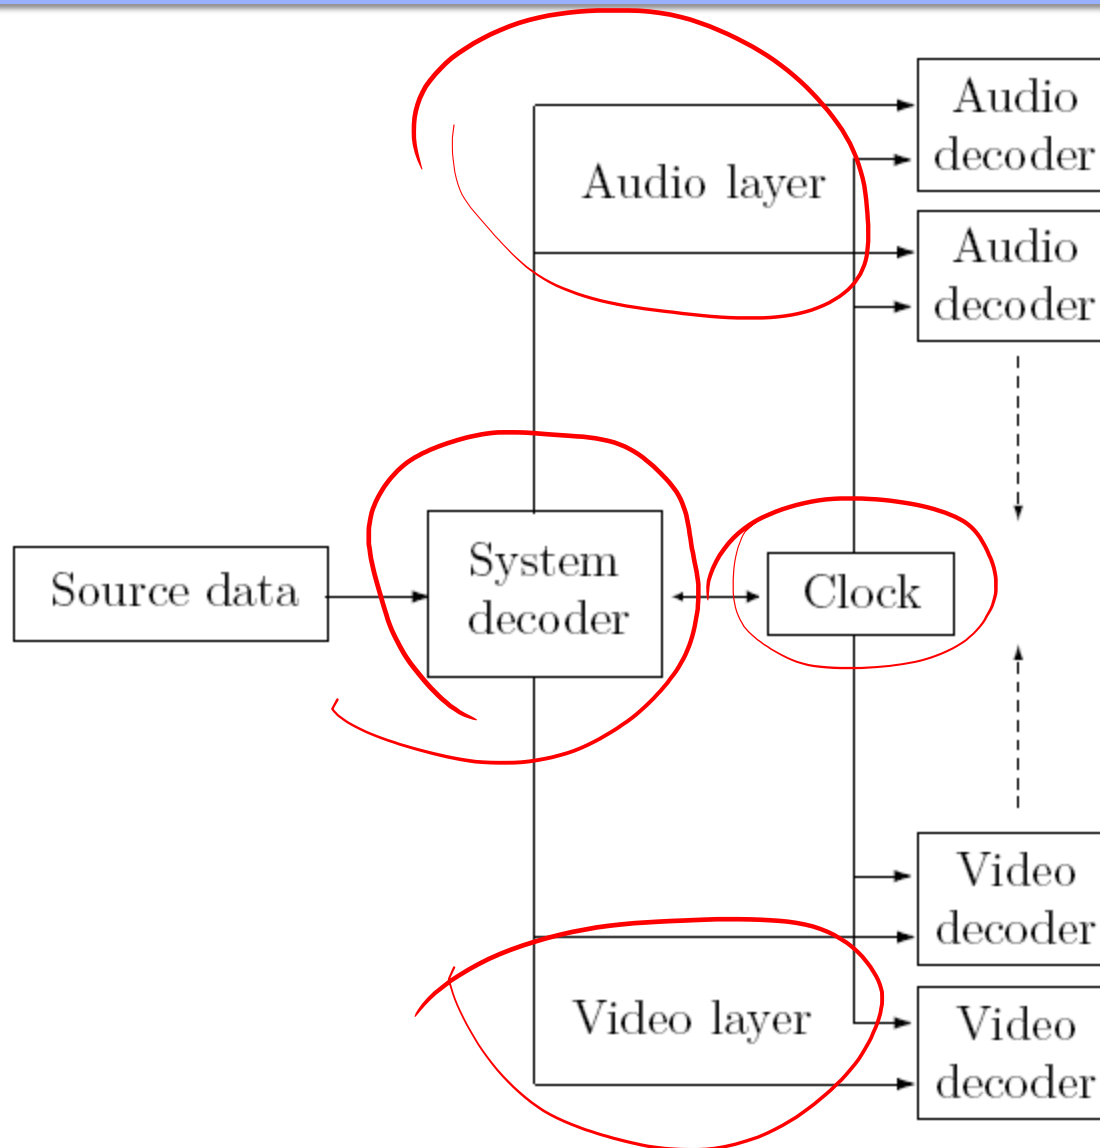 Audio
decoder
Audio layer
Audio
decoder
System
decoder
Source data
Clock
Video
decoder
Video layer
Video
decoder